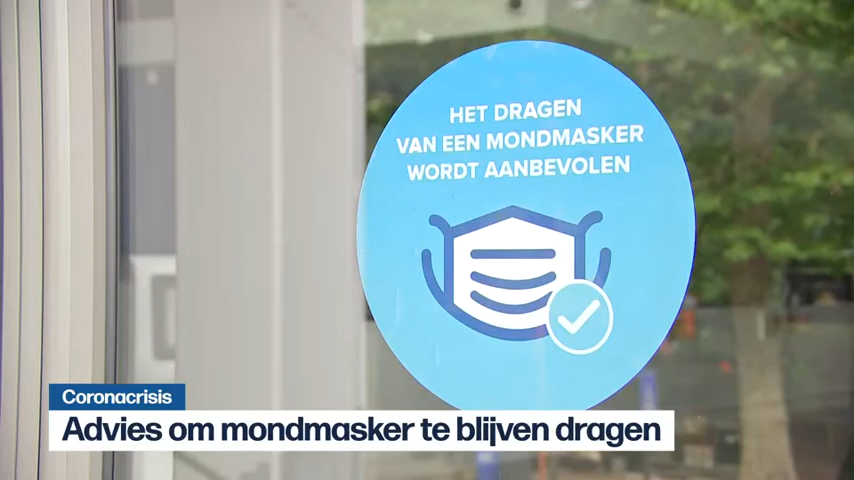 HET DRAGEN
VAN EEN MONDMASKER
WORDT AANBEVOLEN
Coronacrisis
Advies om mondmasker te blijven dragen